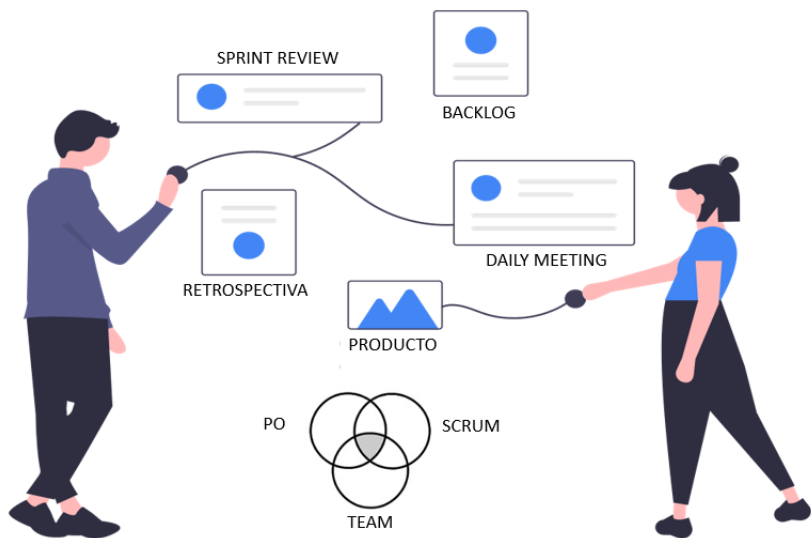 SPRINT REVIEW
BACKLOG
DAILY MEETING
RETROSPECTIVA
PRODUCTO
PO
SCRUM
TEAM